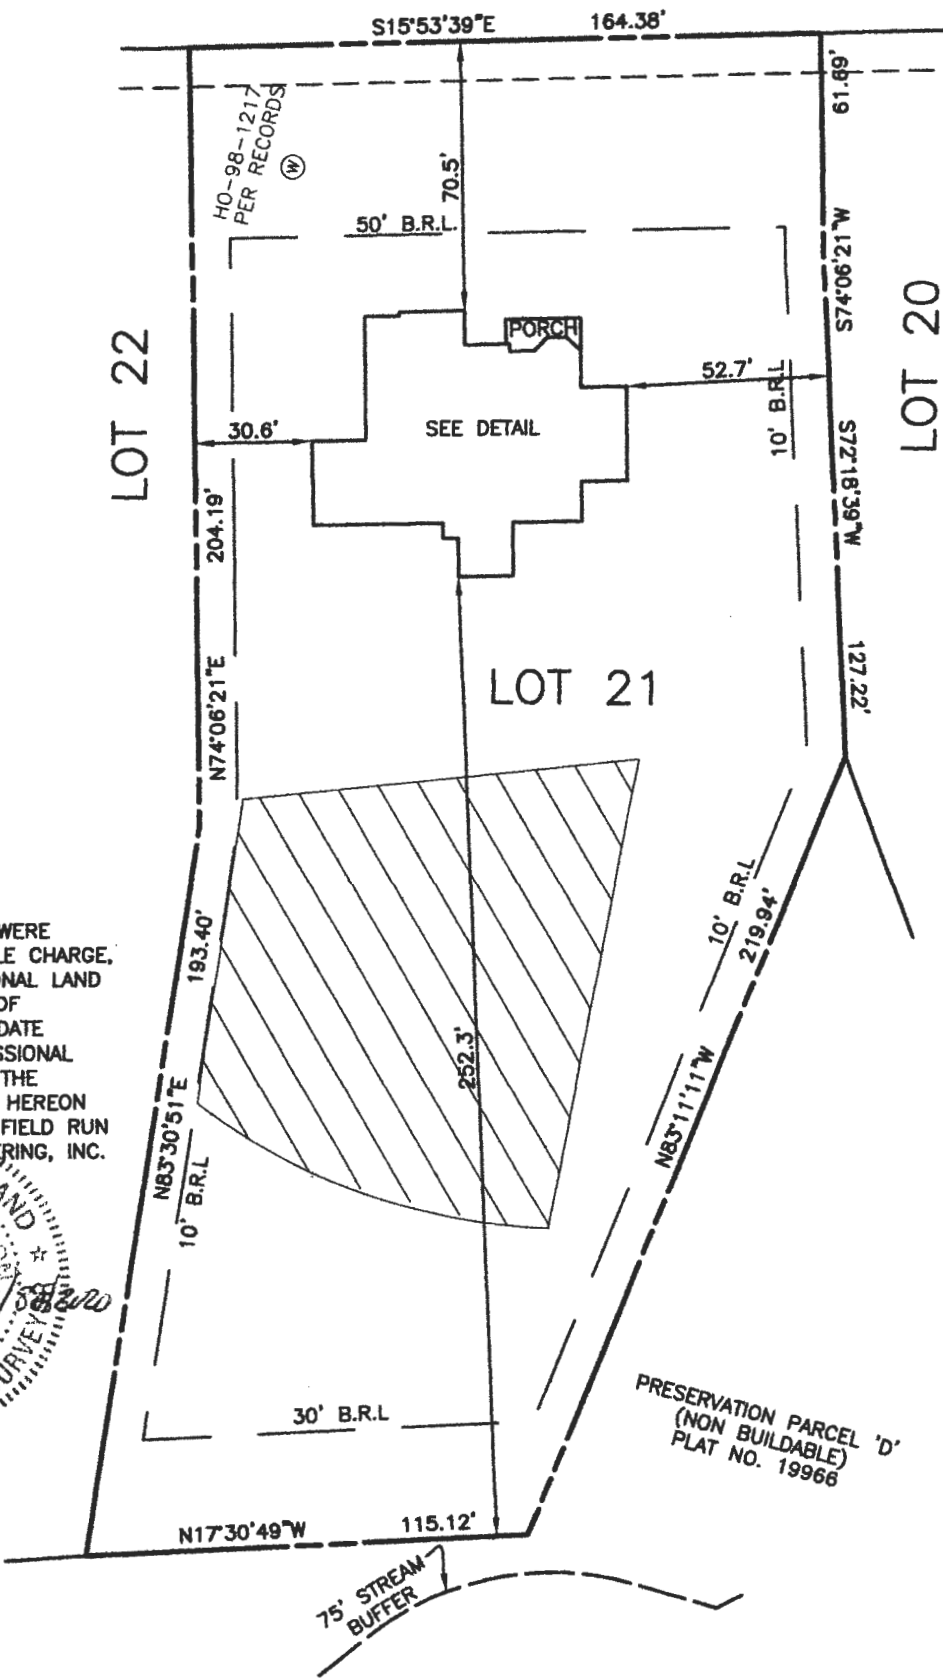 S15°53'39"E 164.38'
61.69'
HO-98-1217
PER RECORDS
W
70.5'
50' B.R.L.
S74°06'21"W
LOT 20
PORCH
LOT 22
52.7'
10' B.R.L
30.6'
SEE DETAIL
S72°18'39"W
204.19'
N74°06'21"E
127.22'
LOT 21
10' B.R.L
219.94'
193.40'
WERE
LE CHARGE,
ONAL LAND
OF
DATE
SSIONAL
THE
HEREON
FIELD RUN
ERING, INC.
252.3'
N83°11'11"W
N83°30'51"E
10' B.R.L
AND
URVEY
30' B.R.L
PRESERVATION PARCEL 'D'
(NON BUILDABLE)
PLAT NO. 19966
N17°30'49"W 115.12'
75' STREAM
BUFFER